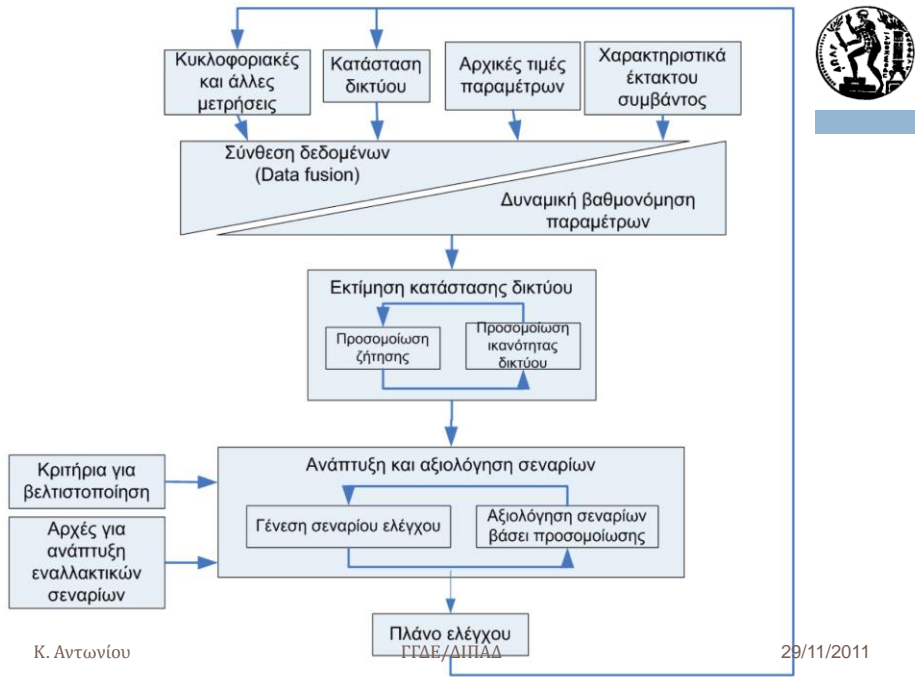 Κυκλοφοριακές
και άλλες
μετρήσεις
Κατάσταση
δικτύου
Αρχικές τιμές
παραμέτρων
Χαρακτηριστικά
έκτακτου
συμβάντος
Σύνθεση δεδομένων
(Data fusion)
Δυναμική βαθμονόμηση
παραμέτρων
Εκτίμηση κατάστασης δικτύου
Προσομοίωση
ζήτησης
Προσομοίωση
ικανότητας
δικτύου
Κριτήρια για
βελτιστοποίηση
Αρχές για
ανάπτυξη
εναλλακτικών
σεναρίων
Ανάπτυξη και αξιολόγηση σεναρίων
Γένεση σεναρίου ελέγχου
Αξιολόγηση σεναρίων
βάσει προσομοίωσης
Πλάνο ελέγχου
Κ. Αντωνίου
ΓΓΔΕ/ΔΙΠΑΔ
29/11/2011